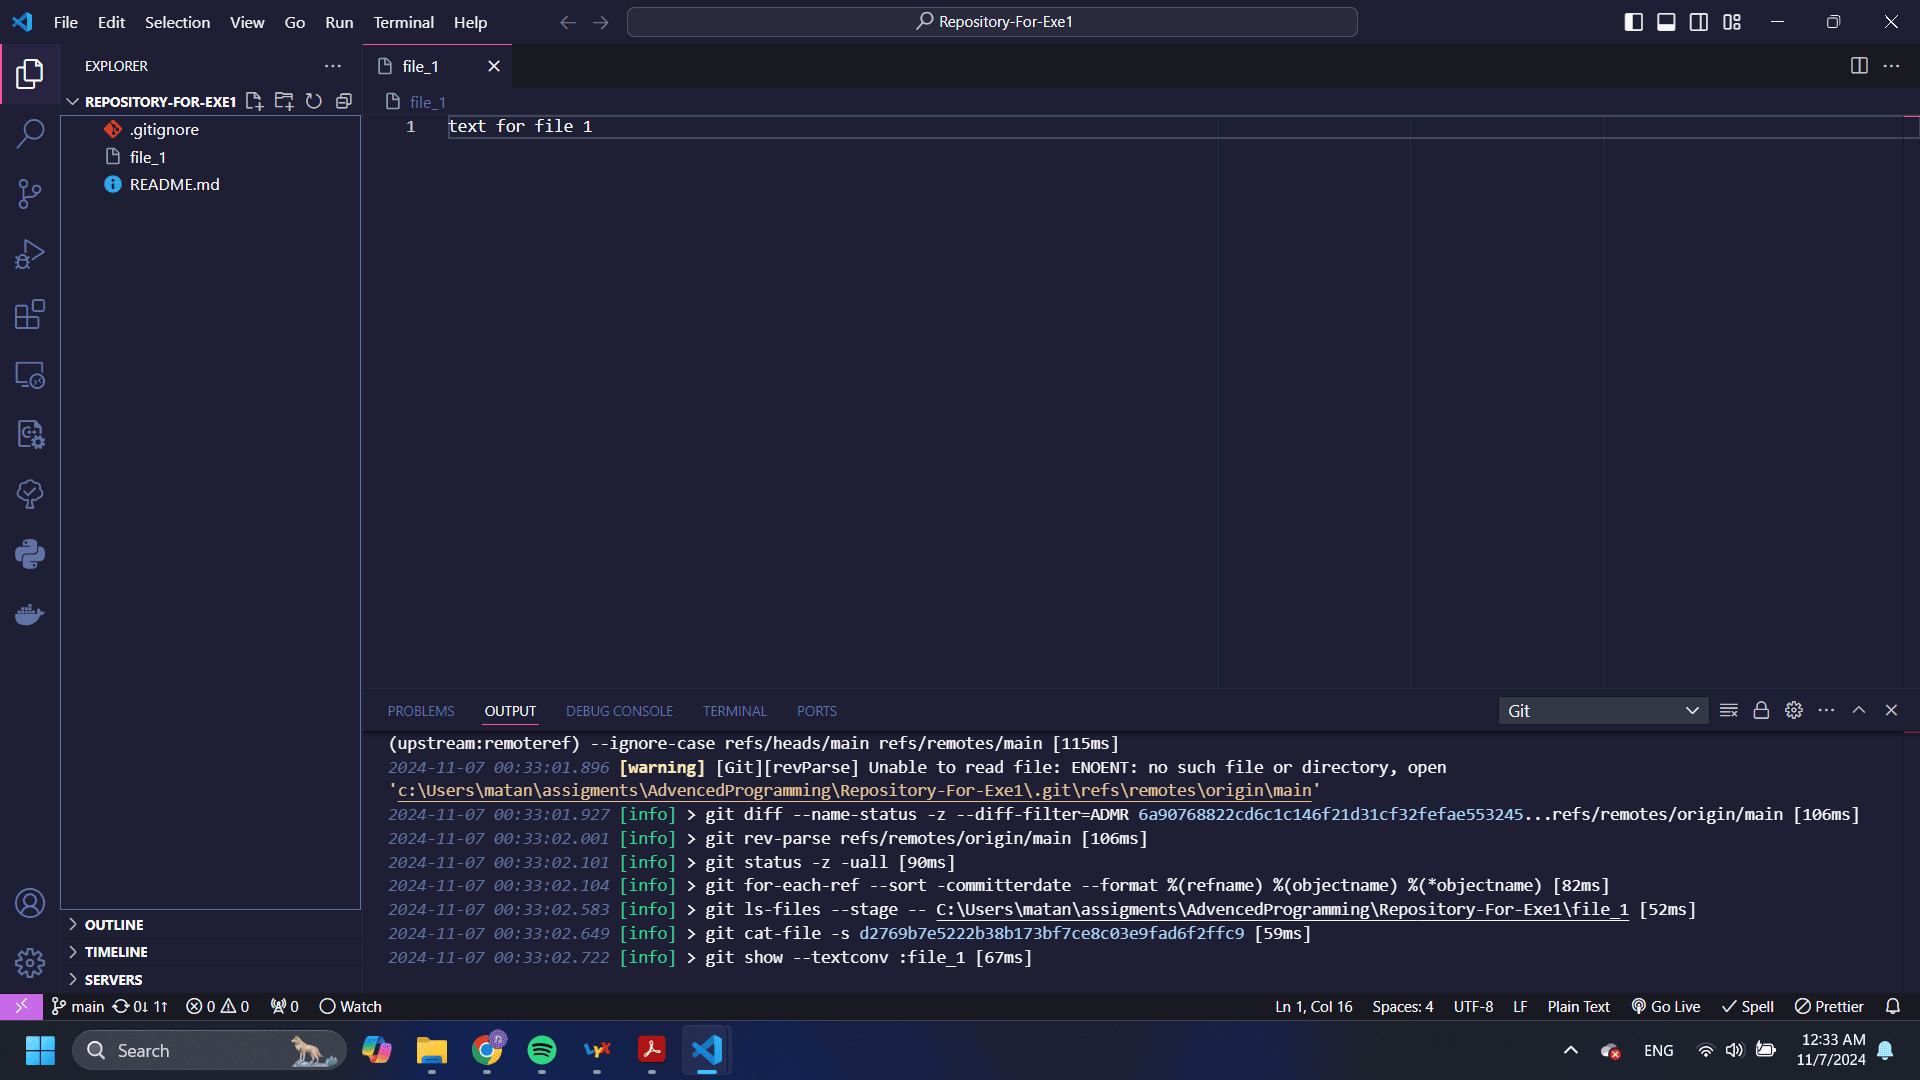 File Edit Selection View Go Run Terminal Help
Repository-For-Exe1
EXPLORER
file_1
REPOSITORY-FOR-EXE1
file_1
.gitignore
file_1
README.md
1 text for file 1
PROBLEMS OUTPUT DEBUG CONSOLE TERMINAL PORTS
Git
(upstream:remoteref) --ignore-case refs/heads/main refs/remotes/main [115ms]
2024-11-07 00:33:01.896 [warning] [Git][revParse] Unable to read file: ENOENT: no such file or directory, open
'c:\Users\matan\assigments\AdvencedProgramming\Repository-For-Exe1\.git\refs\remotes\origin\main'
2024-11-07 00:33:01.927 [info] > git diff --name-status -z --diff-filter=ADMR 6a90768822cd6c1c146f21d31cf32fefae553245...refs/remotes/origin/main [106ms]
2024-11-07 00:33:02.001 [info] > git rev-parse refs/remotes/origin/main [106ms]
2024-11-07 00:33:02.101 [info] > git status -z -uall [90ms]
2024-11-07 00:33:02.104 [info] > git for-each-ref --sort -committerdate --format %(refname) %(objectname) %(*objectname) [82ms]
2024-11-07 00:33:02.583 [info] > git ls-files --stage -- C:\Users\matan\assigments\AdvencedProgramming\Repository-For-Exe1\file_1 [52ms]
2024-11-07 00:33:02.649 [info] > git cat-file -s d2769b7e5222b38b173bf7ce8c03e9fad6f2ffc9 [59ms]
2024-11-07 00:33:02.722 [info] > git show --textconv :file_1 [67ms]
OUTLINE
TIMELINE
SERVERS
main 0↓ 1↑ 0 0 0 Watch
Ln 1, Col 16 Spaces: 4 UTF-8 LF Plain Text Go Live Spell Prettier
Search
ENG
12:33 AM
11/7/2024